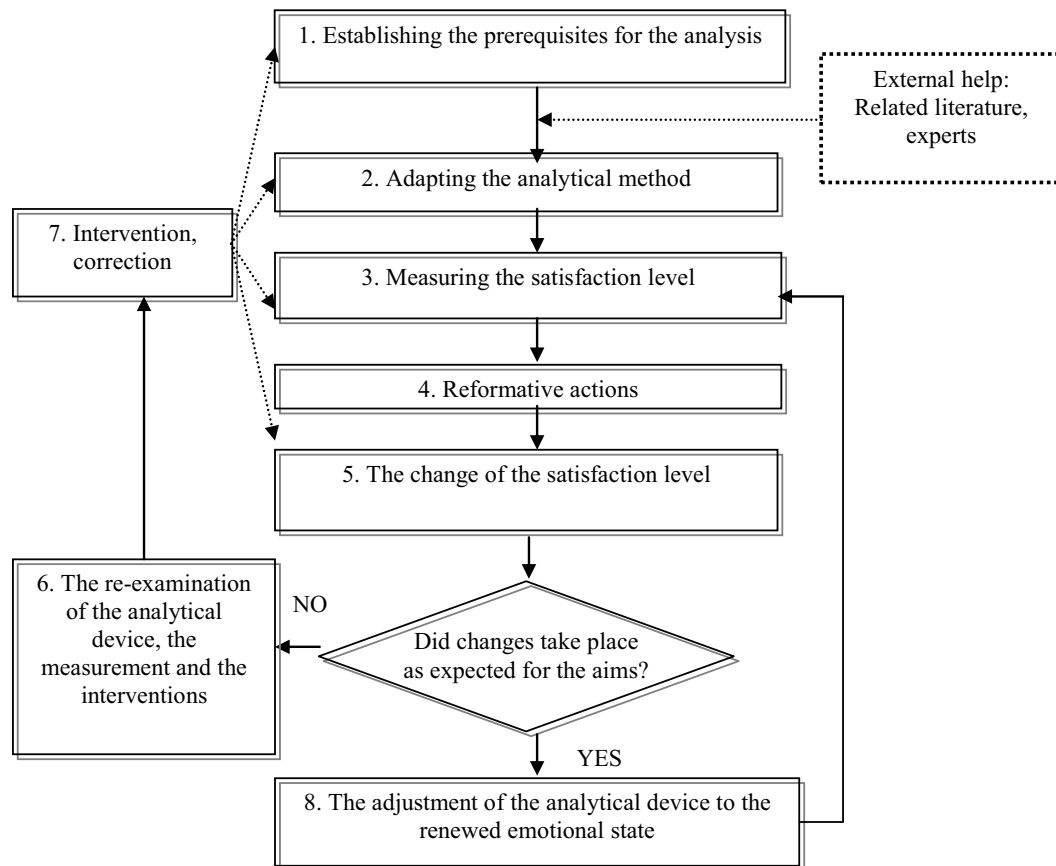 1. Establishing the prerequisites for the analysis
External help:
Related literature,
experts
2. Adapting the analytical method
7. Intervention,
correction
3. Measuring the satisfaction level
4. Reformative actions
5. The change of the satisfaction level
6. The re-examination
of the analytical
device, the
measurement and the
interventions
NO
Did changes take place
as expected for the aims?
YES
8. The adjustment of the analytical device to the
renewed emotional state